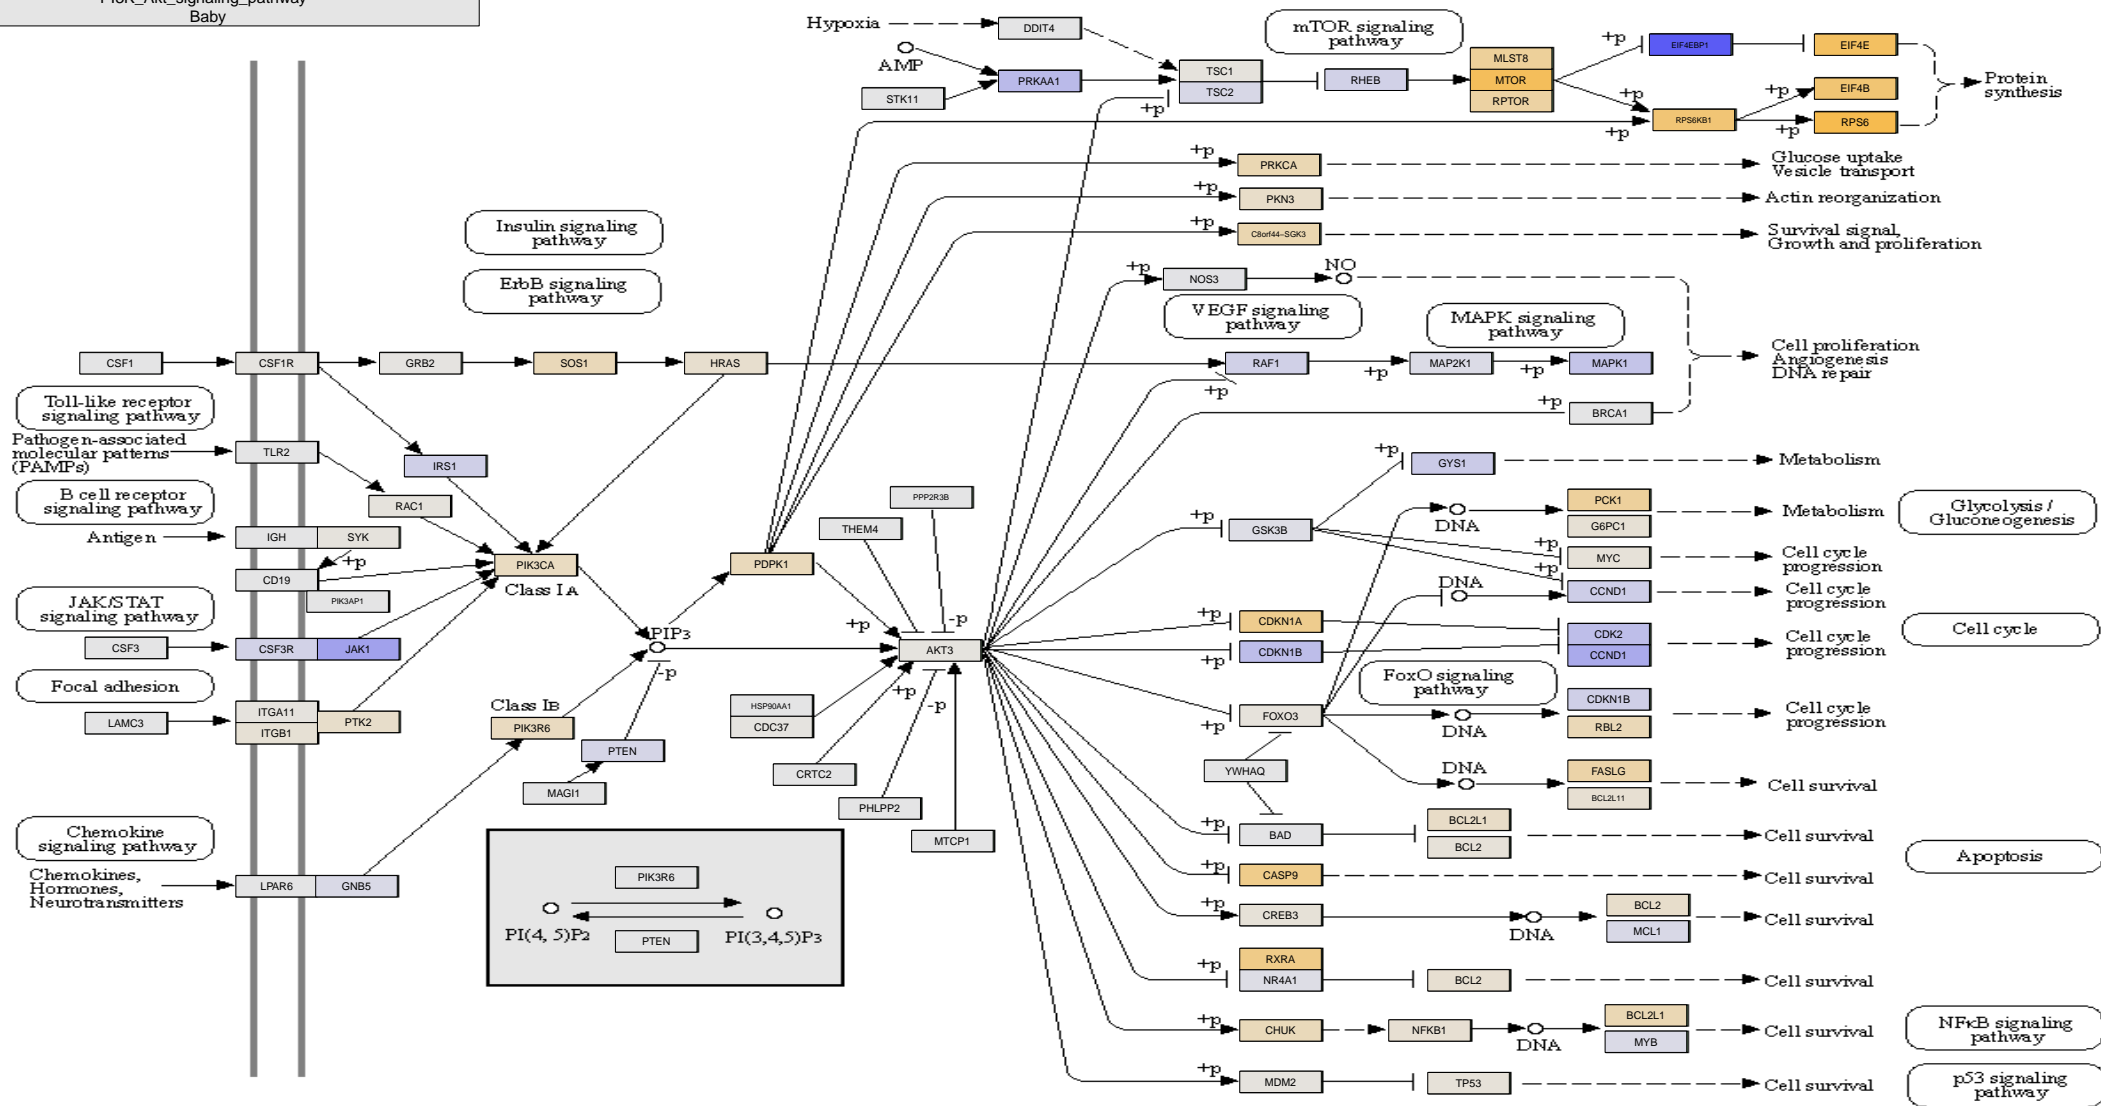 PI3K_Akt_signaling_pathway
Baby
Hypoxia
DDIT4
mTOR signaling
pathway
AMP
PRKAA1
STK11
TSC1
TSC2
+p
RHEB
MLST8
MTOR
RPTOR
+p
EIF4EBP1
EIF4E
+p
RPS6KB1
+p
+p
EIF4B
+p
RPS6
Protein
synthesis
+p
PRKCA
Glucose uptake
Vesicle transport
+p
PKN3
Actin reorganization
+p
C8orf44-SGK3
Survival signal,
Growth and proliferation
Insulin signaling
pathway
ErbB signaling
pathway
+p
NOS3
NO
VEGF signaling
pathway
MAPK signaling
pathway
CSF1
CSF1R
GRB2
SOS1
HRAS
RAF1
+p
+p
MAP2K1
+p
MAPK1
Cell proliferation
Angiogenesis
DNA repair
+p
BRCA1
Toll-like receptor
signaling pathway
Pathogen-associated
molecular patterns
(PAMPs)
TLR2
IRS1
RAC1
B cell receptor
signaling pathway
Antigen
IGH
SYK
+p
CD19
PIK3AP1
PIK3CA
Class IA
JAK/STAT
signaling pathway
CSF3
CSF3R
JAK1
Focal adhesion
LAMC3
ITGA11
ITGB1
PTK2
Class IB
PIK3R6
PTEN
MAGI1
PIP3
-p
PDPK1
+p
THEM4
PPP2R3B
-p
AKT3
+p
-p
HSP90AA1
CDC37
CRTC2
PHLPP2
MTCP1
Chemokine
signaling pathway
Chemokines,
Hormones,
Neurotransmitters
LPAR6
GNB5
PIK3R6
PI(4, 5)P2
PTEN
PI(3,4,5)P3
+p
GYS1
Metabolism
+p
GSK3B
DNA
PCK1
G6PC1
Metabolism
Glycolysis /
Gluconeogenesis
+p
MYC
Cell cycle
progression
+p
DNA
CCND1
Cell cycle
progression
+p
CDKN1A
+p
CDKN1B
CDK2
CCND1
Cell cycle
progression
Cell cycle
FoxO signaling
pathway
+p
FOXO3
DNA
CDKN1B
RBL2
Cell cycle
progression
YWHAQ
DNA
FASLG
BCL2L11
Cell survival
+p
BAD
BCL2L1
BCL2
Cell survival
Apoptosis
+p
CASP9
Cell survival
+p
CREB3
DNA
BCL2
MCL1
Cell survival
+p
RXRA
NR4A1
BCL2
Cell survival
+p
CHUK
NFKB1
DNA
BCL2L1
MYB
Cell survival
NFκB signaling
pathway
+p
MDM2
TP53
Cell survival
p53 signaling
pathway